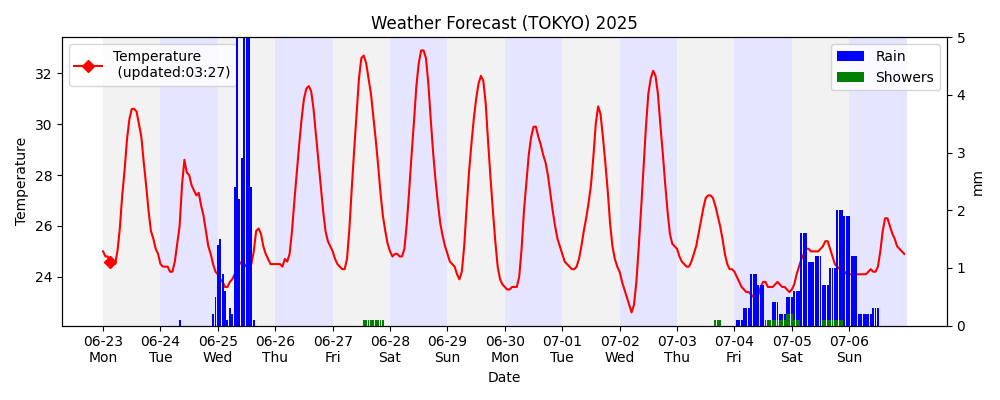 Weather Forecast (TOKYO) 2025
Temperature
(updated:03:27)
Rain
Showers
Temperature
32
30
28
26
24
5
4
3
2
1
0
mm
06-23 06-24 06-25 06-26 06-27 06-28 06-29 06-30 07-01 07-02 07-03 07-04 07-05 07-06
Mon Tue Wed Thu Fri Sat Sun Mon Tue Wed Thu Fri Sat Sun
Date